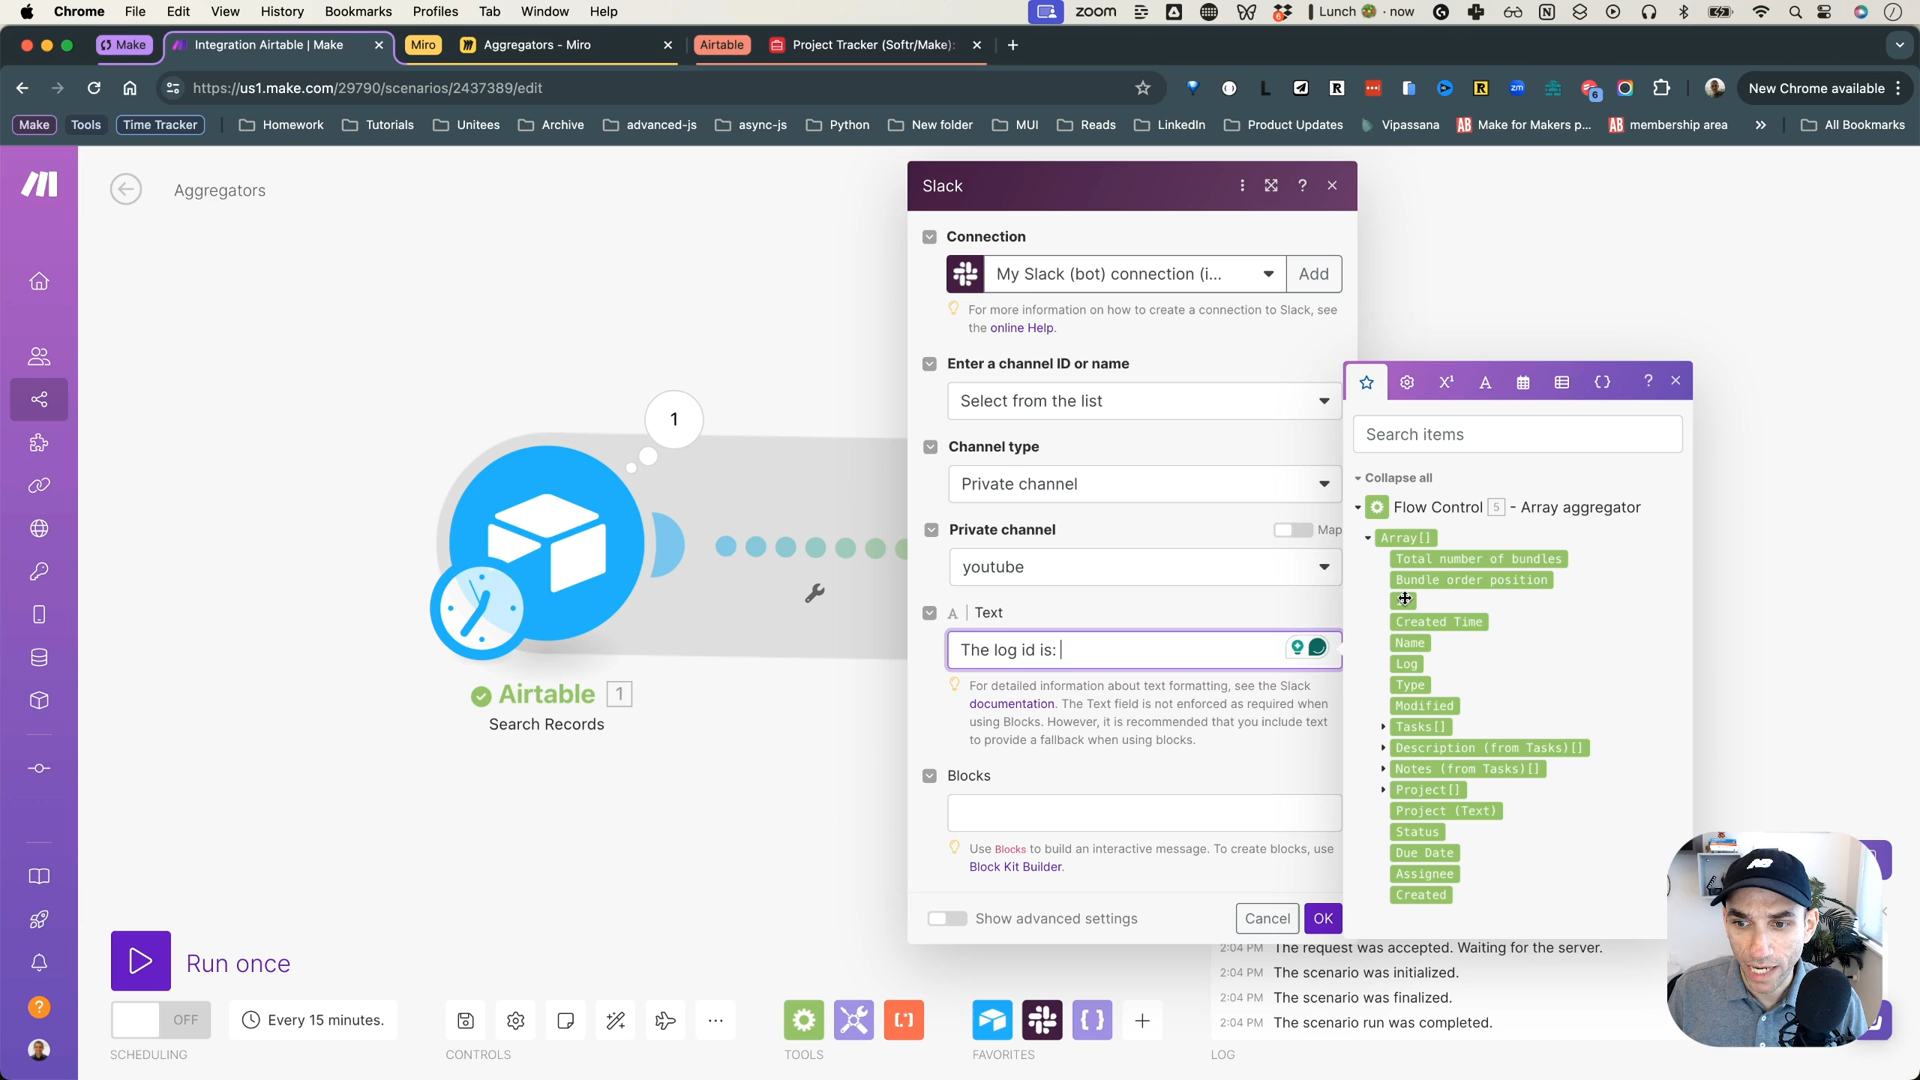 Chrome File Edit View History Bookmarks Profiles Tab Window Help
zoom
Lunch · now
Make
Integration Airtable | Make
Miro
Aggregators - Miro
Airtable
Project Tracker (Softr/Make):
https://us1.make.com/29790/scenarios/2437389/edit
New Chrome available
Make Tools Time Tracker Homework Tutorials Unitees Archive advanced-js async-js Python New folder MUI Reads LinkedIn Product Updates Vipassana Make for Makers p... membership area » All Bookmarks
Aggregators
1
Airtable 1
Search Records
Slack
Connection
My Slack (bot) connection (i...
Add
For more information on how to create a connection to Slack, see
the online Help.
Enter a channel ID or name
Select from the list
Channel type
Private channel
Private channel
Map
youtube
A | Text
The log id is:
For detailed information about text formatting, see the Slack
documentation. The Text field is not enforced as required when
using Blocks. However, it is recommended that you include text
to provide a fallback when using blocks.
Blocks
Use Blocks to build an interactive message. To create blocks, use
Block Kit Builder.
Show advanced settings
Cancel
OK
Search items
Collapse all
Flow Control 5 - Array aggregator
Array[]
Total number of bundles
Bundle order position
Created Time
Name
Log
Type
Modified
Tasks[]
Description (from Tasks)[]
Notes (from Tasks)[]
Project[]
Project (Text)
Status
Due Date
Assignee
Created
Run once
OFF
Every 15 minutes.
SCHEDULING
CONTROLS
TOOLS
FAVORITES
LOG
2:04 PM The request was accepted. Waiting for the server.
2:04 PM The scenario was initialized.
2:04 PM The scenario was finalized.
2:04 PM The scenario run was completed.